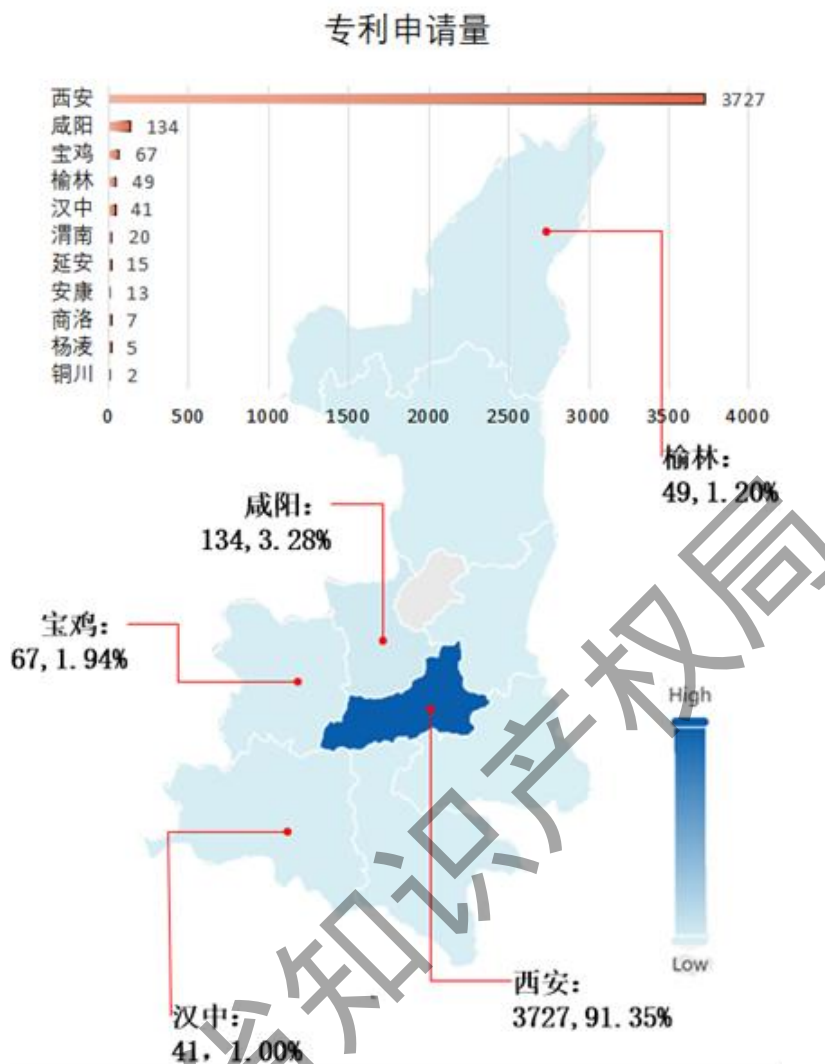 专利申请量
西安 3727
咸阳 134
宝鸡 67
榆林 49
汉中 41
渭南 20
延安 15
安康 13
商洛 7
杨凌 5
铜川 2
0 500 1000 1500 2000 2500 3000 3500 4000
榆林：
49,1.20%
咸阳：
134,3.28%
宝鸡：
67,1.94%
High
Low
西安：
3727,91.35%
汉中：
41，1.00%
省知识产权局